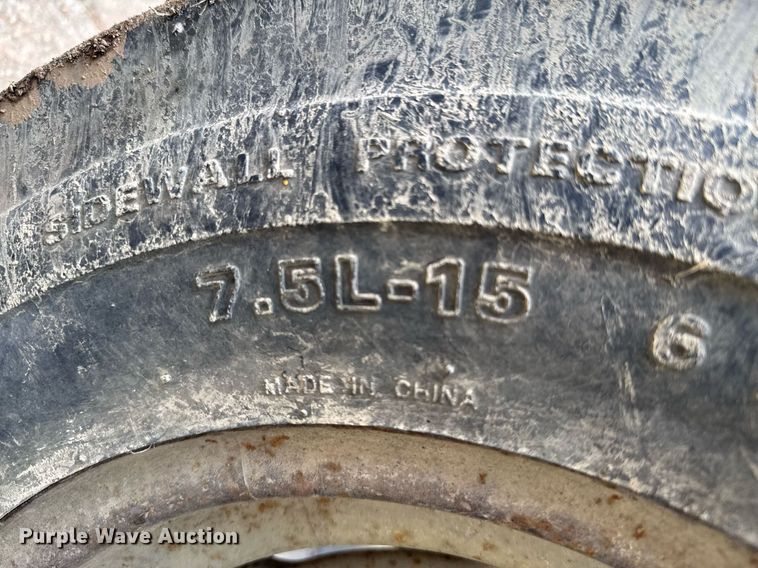 SIDEWALL PROTECTIO
7.5L-15 6
MADE IN CHINA
Purple Wave Auction